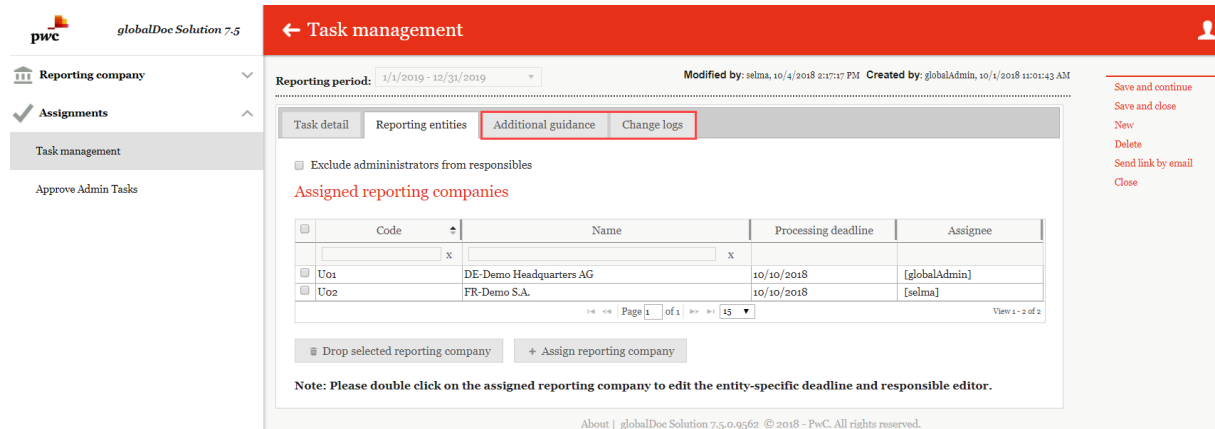 pwc
globalDoc Solution 7.5
← Task management
Reporting company
Assignments
Task management
Approve Admin Tasks
Reporting period: 1/1/2019 - 12/31/2019
Modified by: selma, 10/4/2018 2:17:17 PM Created by: globalAdmin, 10/1/2018 11:01:43 AM
Task detail Reporting entities Additional guidance Change logs
Exclude admininistrators from responsibles
Assigned reporting companies
Code Name Processing deadline Assignee
x x
U01 DE-Demo Headquarters AG 10/10/2018 [globalAdmin]
U02 FR-Demo S.A. 10/10/2018 [selma]
Page 1 of 1 15 View 1 - 2 of 2
Drop selected reporting company + Assign reporting company
Note: Please double click on the assigned reporting company to edit the entity-specific deadline and responsible editor.
Save and continue
Save and close
New
Delete
Send link by email
Close
About | globalDoc Solution 7.5.0.9562 © 2018 - PwC. All rights reserved.